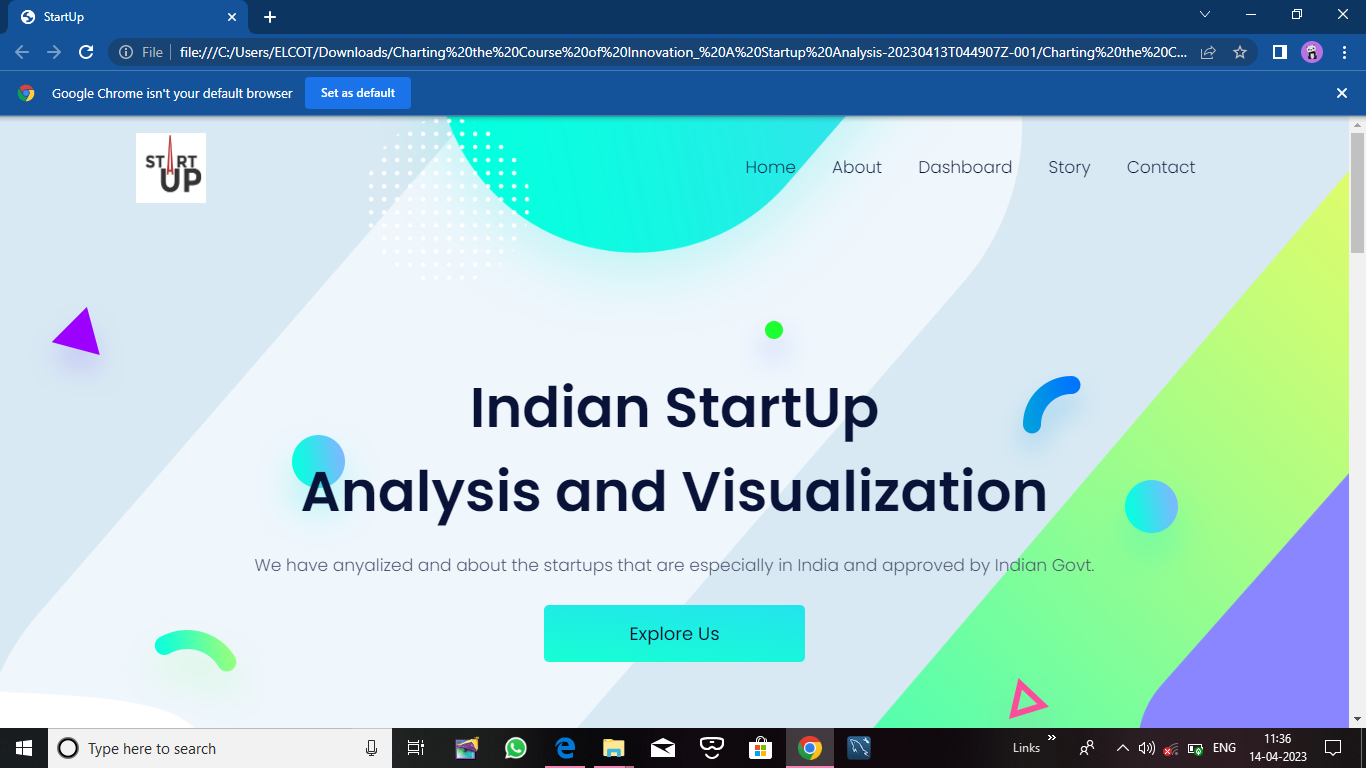 StartUp
File
file:///C:/Users/ELCOT/Downloads/Charting%20the%20Course%20of%20Innovation_%20A%20Startup%20Analysis-20230413T044907Z-001/Charting%20the%20C...
Google Chrome isn't your default browser
Set as default
START
UP
Home About Dashboard Story Contact
Indian StartUp
Analysis and Visualization
We have anyalized and about the startups that are especially in India and approved by Indian Govt.
Explore Us
Type here to search
Links
ENG
11:36
14-04-2023